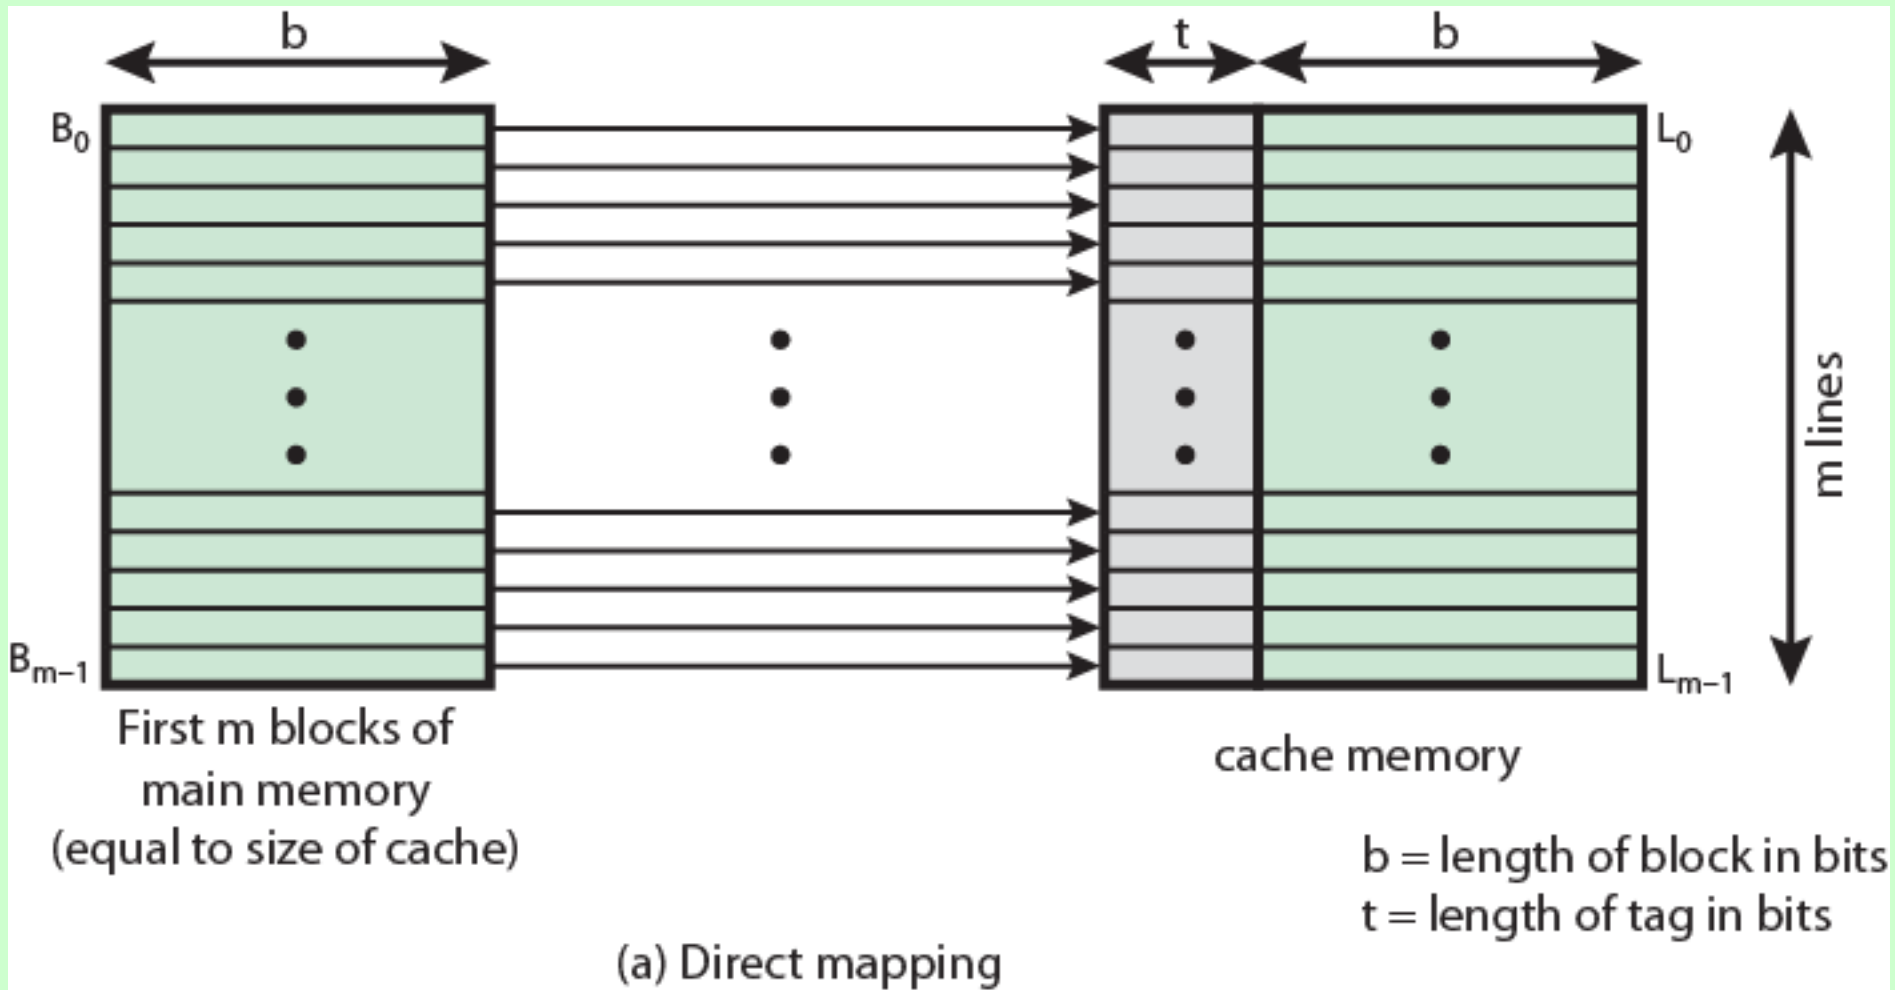 b
t
b
B₀
L₀
m lines
Bₘ₋₁
Lₘ₋₁
First m blocks of
main memory
(equal to size of cache)
cache memory
b = length of block in bits
t = length of tag in bits
(a) Direct mapping